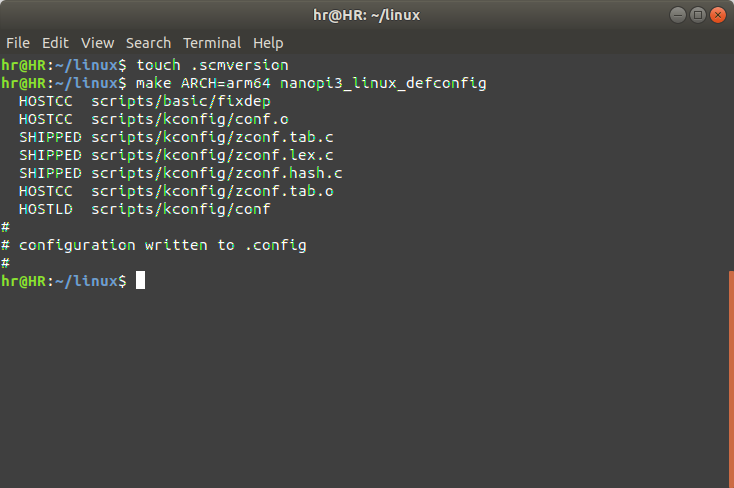 hr@HR: ~/linux
File Edit View Search Terminal Help
hr@HR:~/linux$ touch .scmversion
hr@HR:~/linux$ make ARCH=arm64 nanopi3_linux_defconfig
  HOSTCC  scripts/basic/fixdep
  HOSTCC  scripts/kconfig/conf.o
  SHIPPED scripts/kconfig/zconf.tab.c
  SHIPPED scripts/kconfig/zconf.lex.c
  SHIPPED scripts/kconfig/zconf.hash.c
  HOSTCC  scripts/kconfig/zconf.tab.o
  HOSTLD  scripts/kconfig/conf
#
# configuration written to .config
#
hr@HR:~/linux$